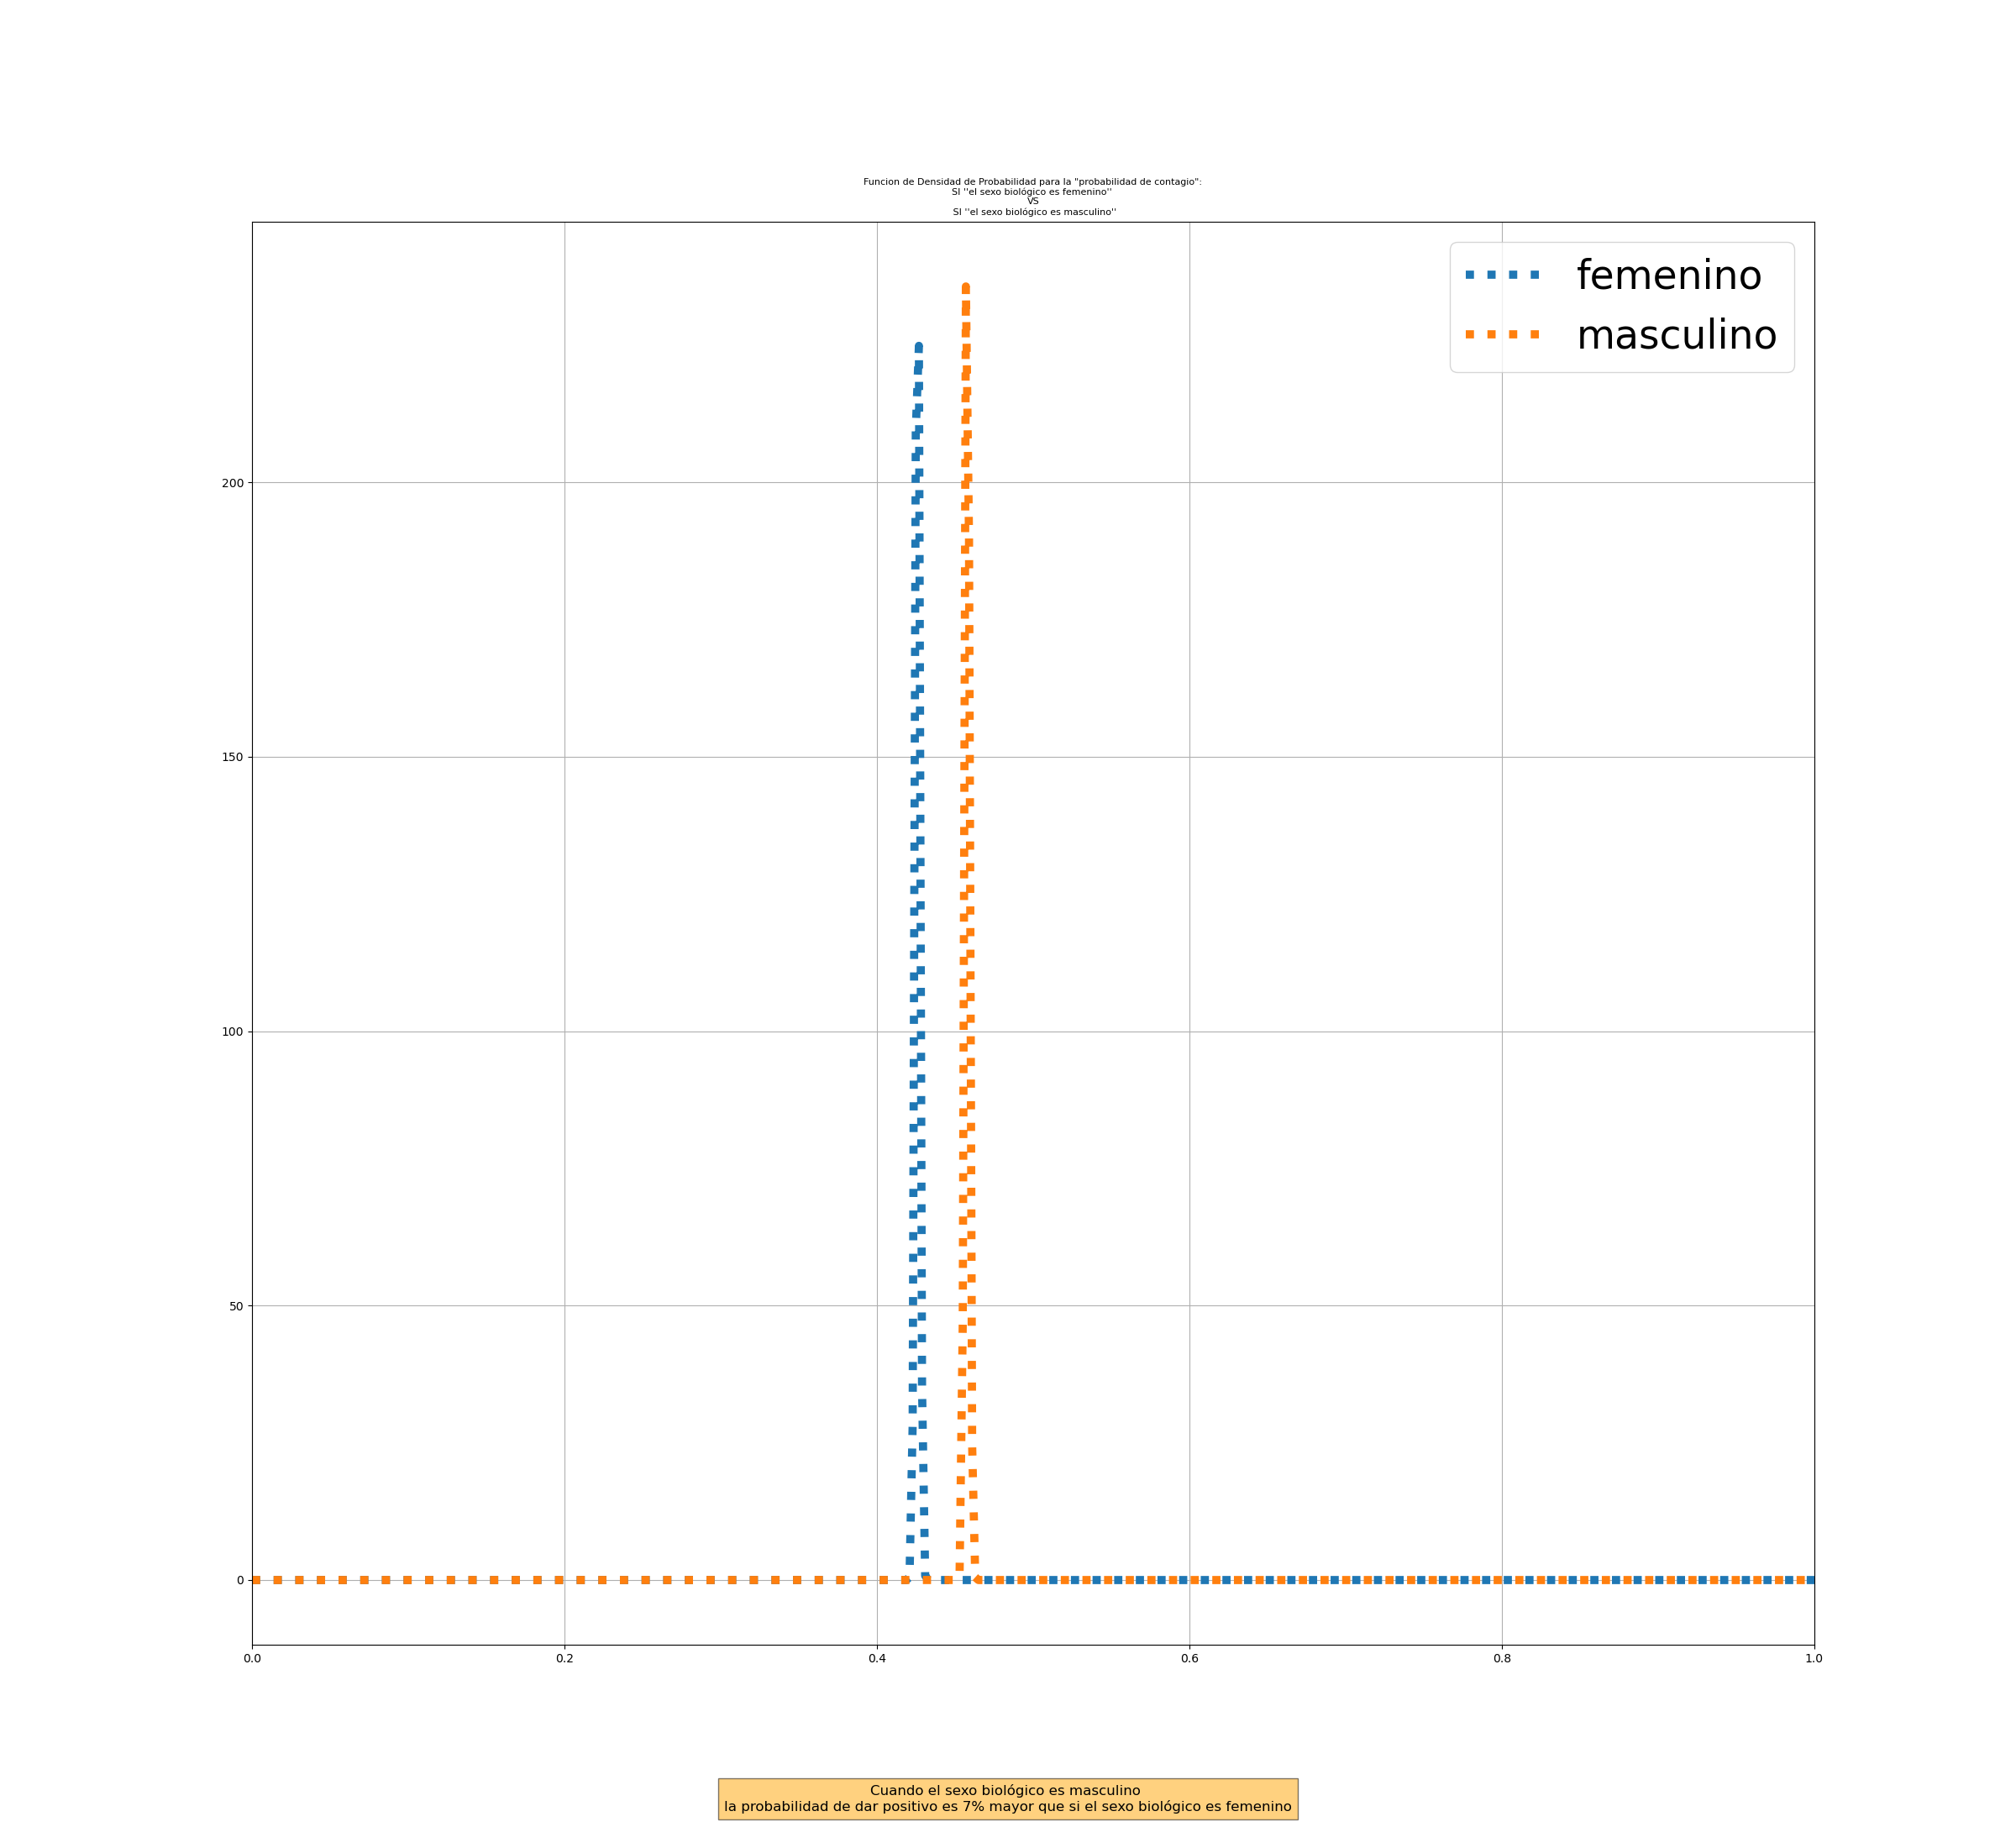 Funcion de Densidad de Probabilidad para la "probabilidad de contagio":
SI ''el sexo biológico es femenino''
VS
SI ''el sexo biológico es masculino''
femenino
masculino
200
150
100
50
0
0.0 0.2 0.4 0.6 0.8 1.0
Cuando el sexo biológico es masculino
la probabilidad de dar positivo es 7% mayor que si el sexo biológico es femenino